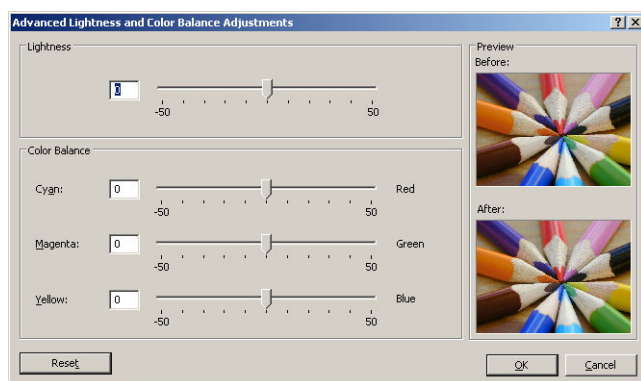 Advanced Lightness and Color Balance Adjustments
Lightness
0
-50 50
Color Balance
Cyan: 0 Red
-50 50
Magenta: 0 Green
-50 50
Yellow: 0 Blue
-50 50
Preview
Before:
After:
Reset
OK Cancel